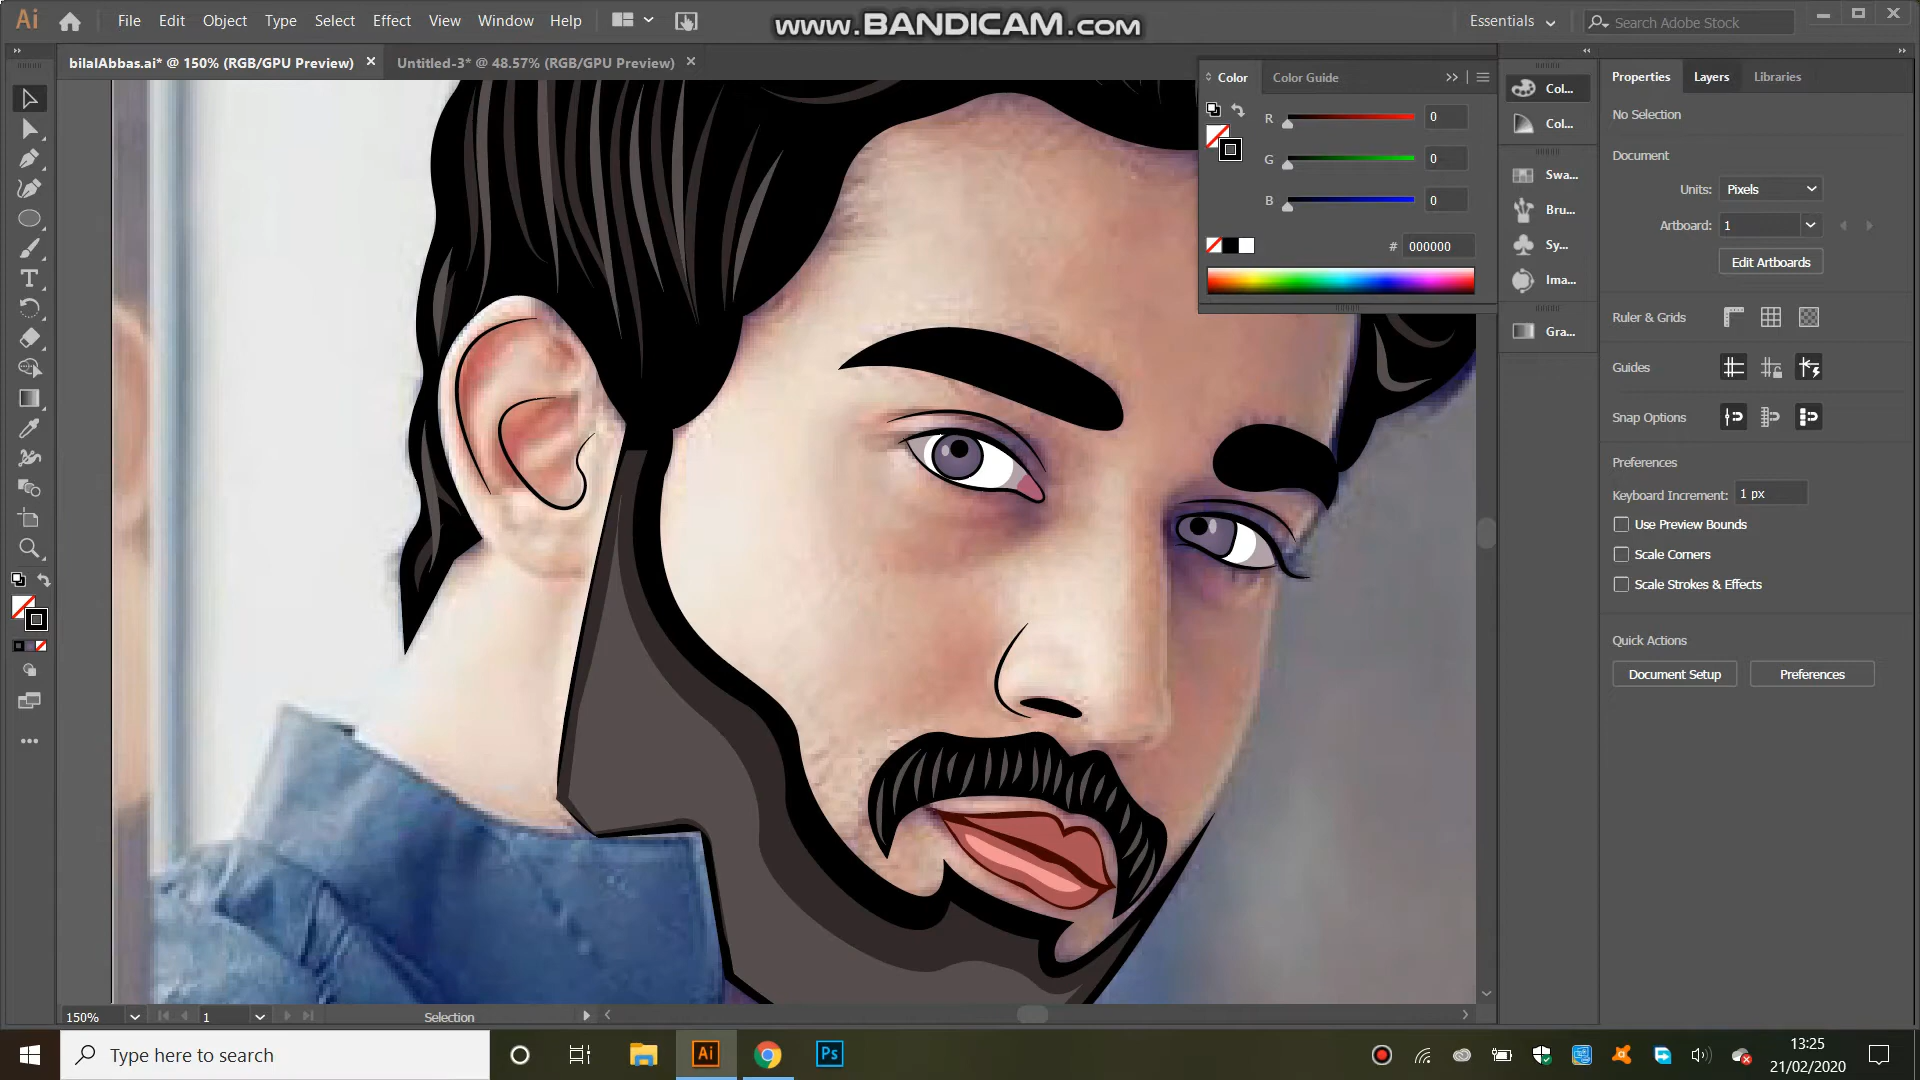 Ai File Edit Object Type Select Effect View Window Help
www.BANDICAM.com
Essentials
Search Adobe Stock
bilalAbbas.ai* @ 150% (RGB/GPU Preview)
Untitled-3* @ 48.57% (RGB/GPU Preview)
Color
Color Guide
R 0
G 0
B 0
# 000000
Col...
Col...
Swa...
Bru...
Sy...
Ima...
Gra...
Properties Layers Libraries
No Selection
Document
Units: Pixels
Artboard: 1
Edit Artboards
Ruler & Grids
Guides
Snap Options
Preferences
Keyboard Increment: 1 px
Use Preview Bounds
Scale Corners
Scale Strokes & Effects
Quick Actions
Document Setup Preferences
150% 1 Selection
Type here to search
Ai
Ps
13:25
21/02/2020